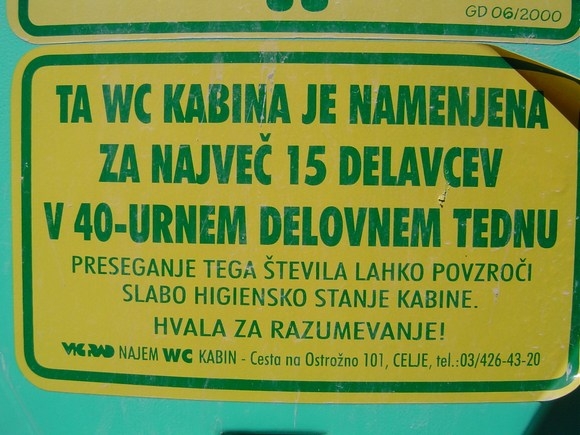 GD 06/2000
TA WC KABINA JE NAMENJENA
ZA NAJVEČ 15 DELAVCEV
V 40-URNEM DELOVNEM TEDNU
PRESEGANJE TEGA ŠTEVILA LAHKO POVZROČI
SLABO HIGIENSKO STANJE KABINE.
HVALA ZA RAZUMEVANJE!
VIGRAD NAJEM WC KABIN - Cesta na Ostrožno 101, CELJE, tel.:03/426-43-20